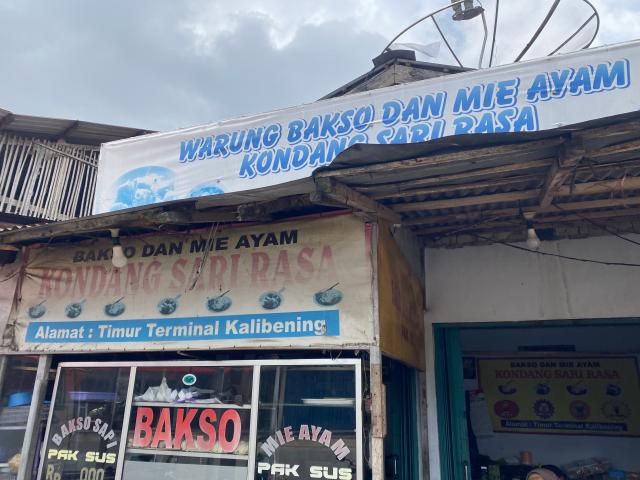 WARUNG BAKSO DAN MIE AYAM
KONDANG SARI RASA
BAKSO DAN MIE AYAM
KONDANG SARI RASA
Alamat : Timur Terminal Kalibening
BAKSO SAPI
PAK SUS
BAKSO
MIE AYAM
PAK SUS
BAKSO DAN MIE AYAM
KONDANG SARI RASA
Alamat : Timur Terminal Kalibening